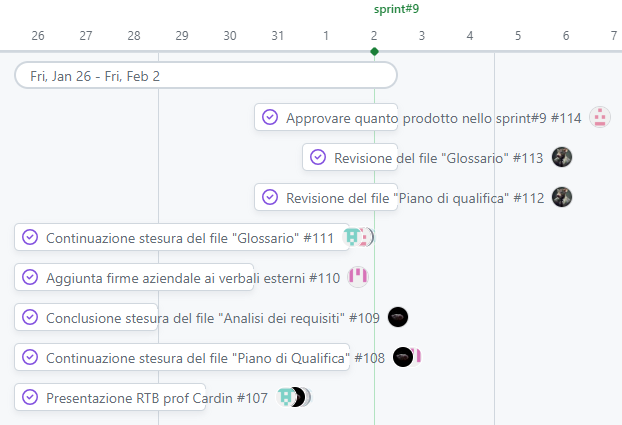 sprint#9
26 27 28 29 30 31 1 2 3 4 5 6 7
Fri, Jan 26 - Fri, Feb 2
Approvare quanto prodotto nello sprint#9 #114
Revisione del file "Glossario" #113
Revisione del file "Piano di qualifica" #112
Continuazione stesura del file "Glossario" #111
Aggiunta firme aziendale ai verbali esterni #110
Conclusione stesura del file "Analisi dei requisiti" #109
Continuazione stesura del file "Piano di Qualifica" #108
Presentazione RTB prof Cardin #107